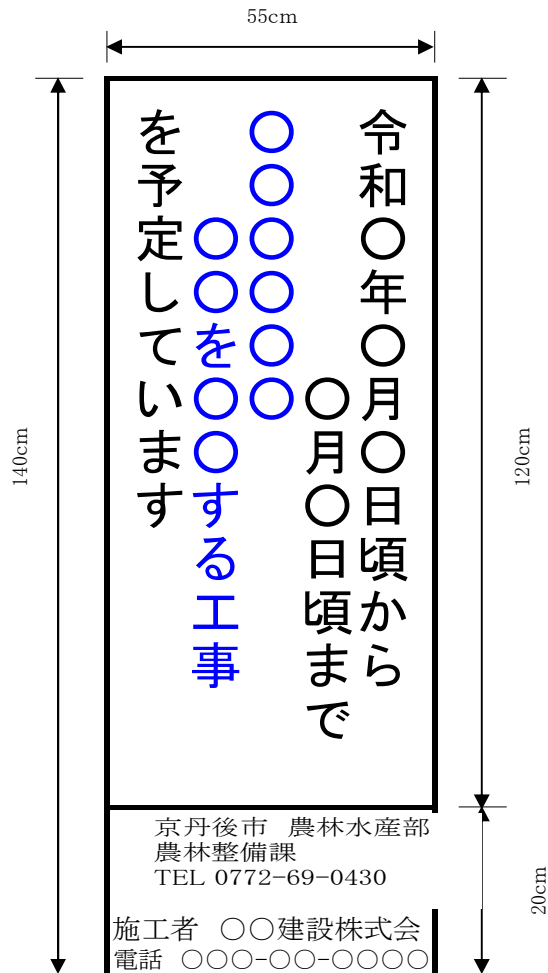 55cm
140cm
120cm
令和〇年〇月〇日頃から
〇月〇日頃まで
〇〇〇〇〇〇
〇〇を〇〇する工事
を予定しています
京丹後市 農林水産部
農林整備課
TEL 0772-69-0430
20cm
施工者 〇〇建設株式会
電話 〇〇〇-〇〇-〇〇〇〇